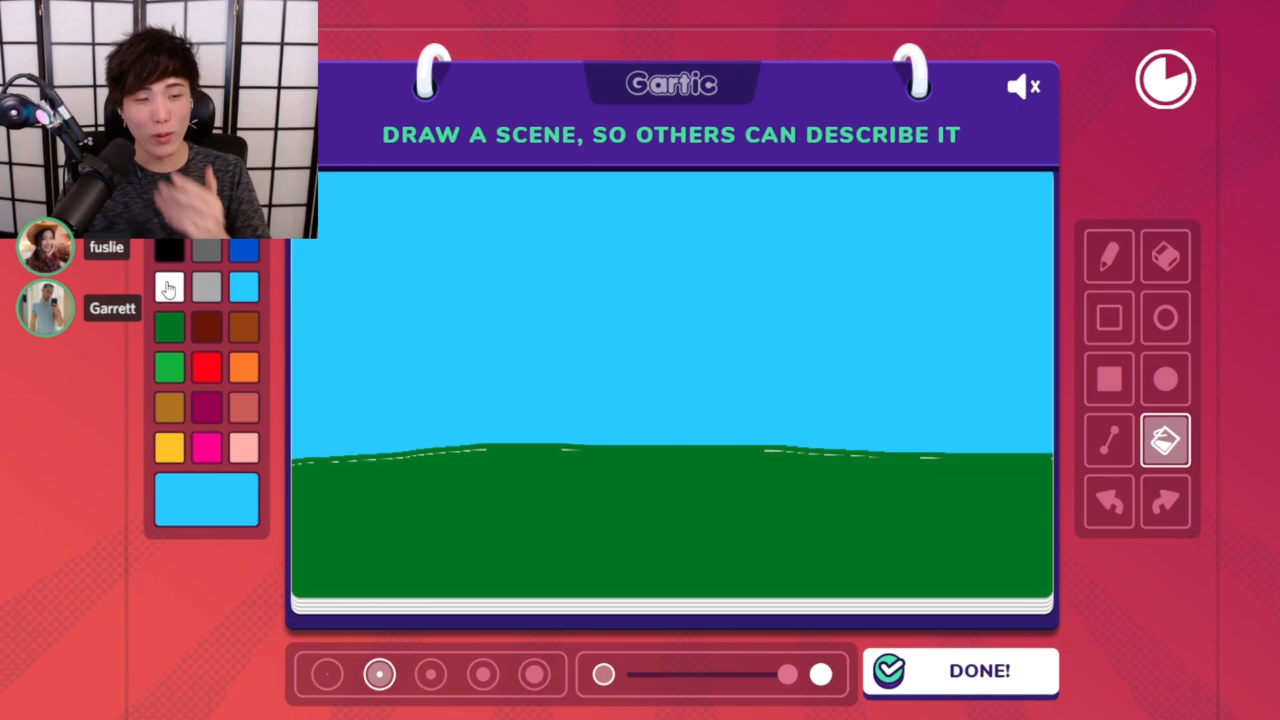 Gartic
DRAW A SCENE, SO OTHERS CAN DESCRIBE IT
fuslie
Garrett
DONE!